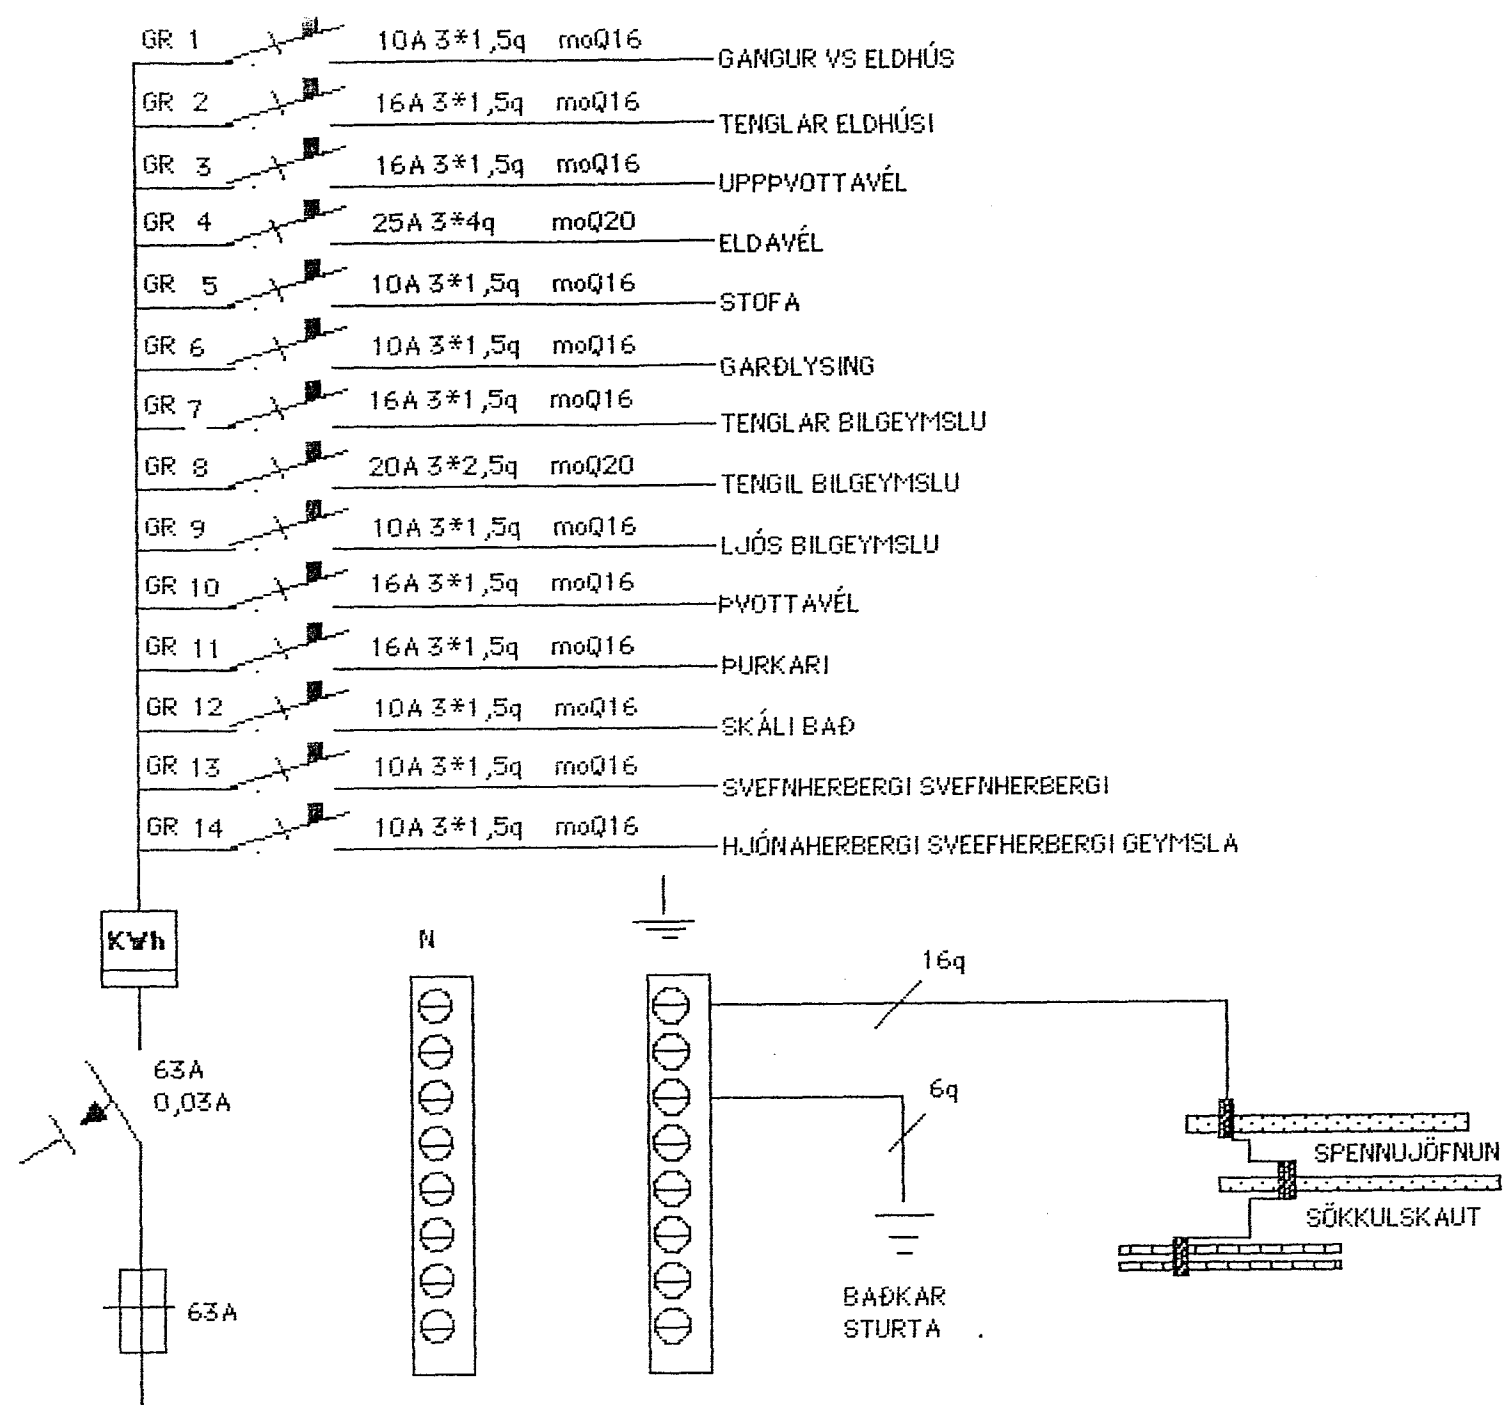 GR 1 10A 3*1,5q moQ16 GANGUR VS ELDHÚS
GR 2 16A 3*1,5q moQ16 TENGLAR ELDHÚSI
GR 3 16A 3*1,5q moQ16 UPPÞVOTTAVÉL
GR 4 25A 3*4q moQ20 ELDAVÉL
GR 5 10A 3*1,5q moQ16 STOFA
GR 6 10A 3*1,5q moQ16 GARÐLYSING
GR 7 16A 3*1,5q moQ16 TENGLAR BILGEYMSLU
GR 8 20A 3*2,5q moQ20 TENGIL BILGEYMSLU
GR 9 10A 3*1,5q moQ16 LJÓS BILGEYMSLU
GR 10 16A 3*1,5q moQ16 ÞVOTTAVÉL
GR 11 16A 3*1,5q moQ16 ÞURKARI
GR 12 10A 3*1,5q moQ16 SKÁLI BAÐ
GR 13 10A 3*1,5q moQ16 SVEFNHERBERGI SVEFNHERBERGI
GR 14 10A 3*1,5q moQ16 HJÓNAHERBERGI SVEEFHERBERGI GEYMSLA
KWh
N
16q
63A
0,03A
6q
SPENNUJÖFNUN
SÖKKULSKAUT
63A
BAÐKAR
STURTA